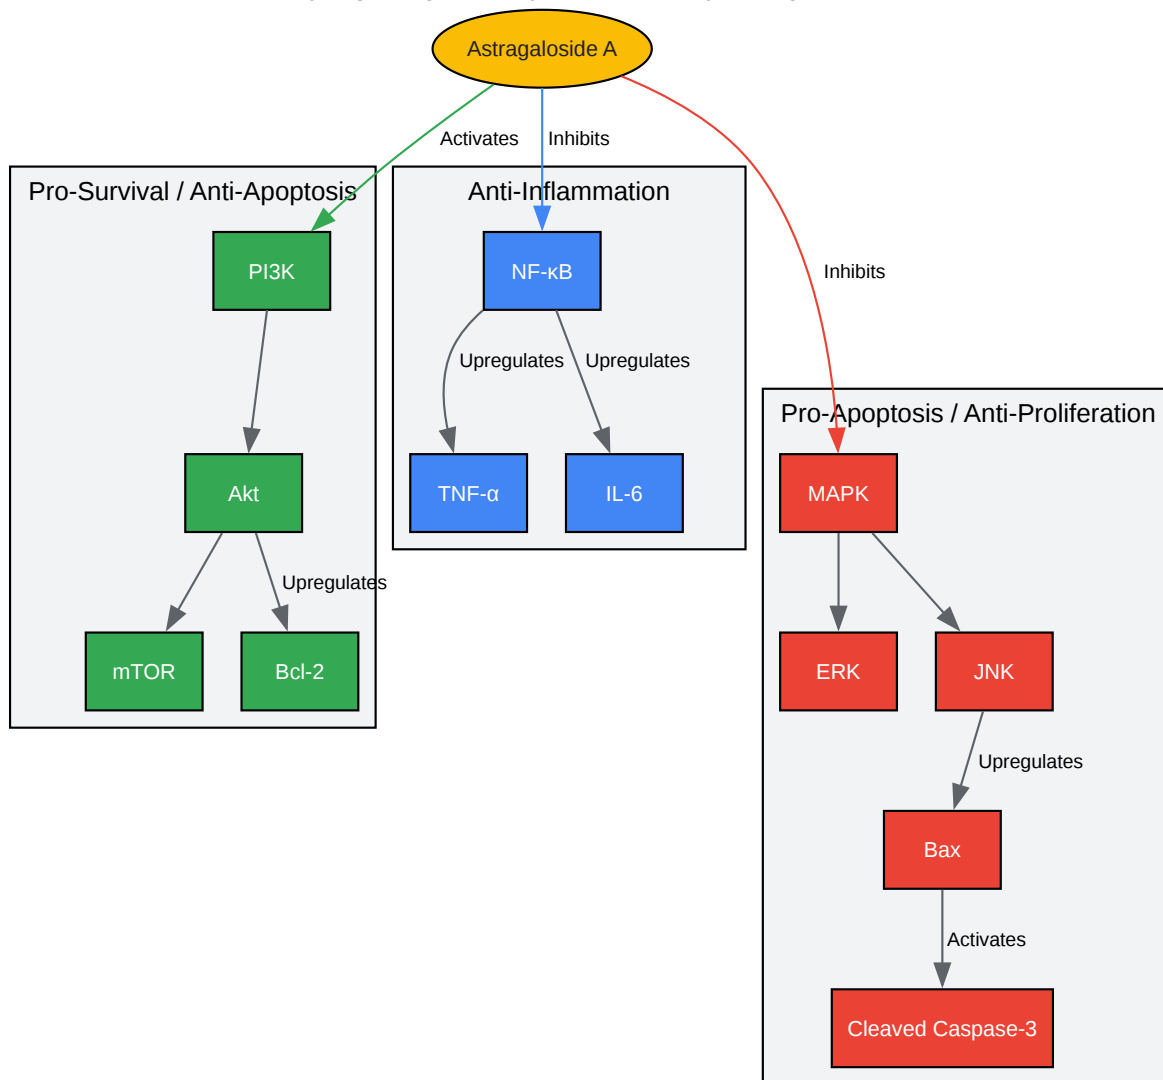 Astragaloside A
Activates
Inhibits
Pro-Survival / Anti-Apoptosis
Anti-Inflammation
PI3K
NF-κB
Inhibits
Upregulates
Upregulates
Pro-Apoptosis / Anti-Proliferation
Akt
TNF-α
IL-6
MAPK
Upregulates
mTOR
Bcl-2
ERK
JNK
Upregulates
Bax
Activates
Cleaved Caspase-3